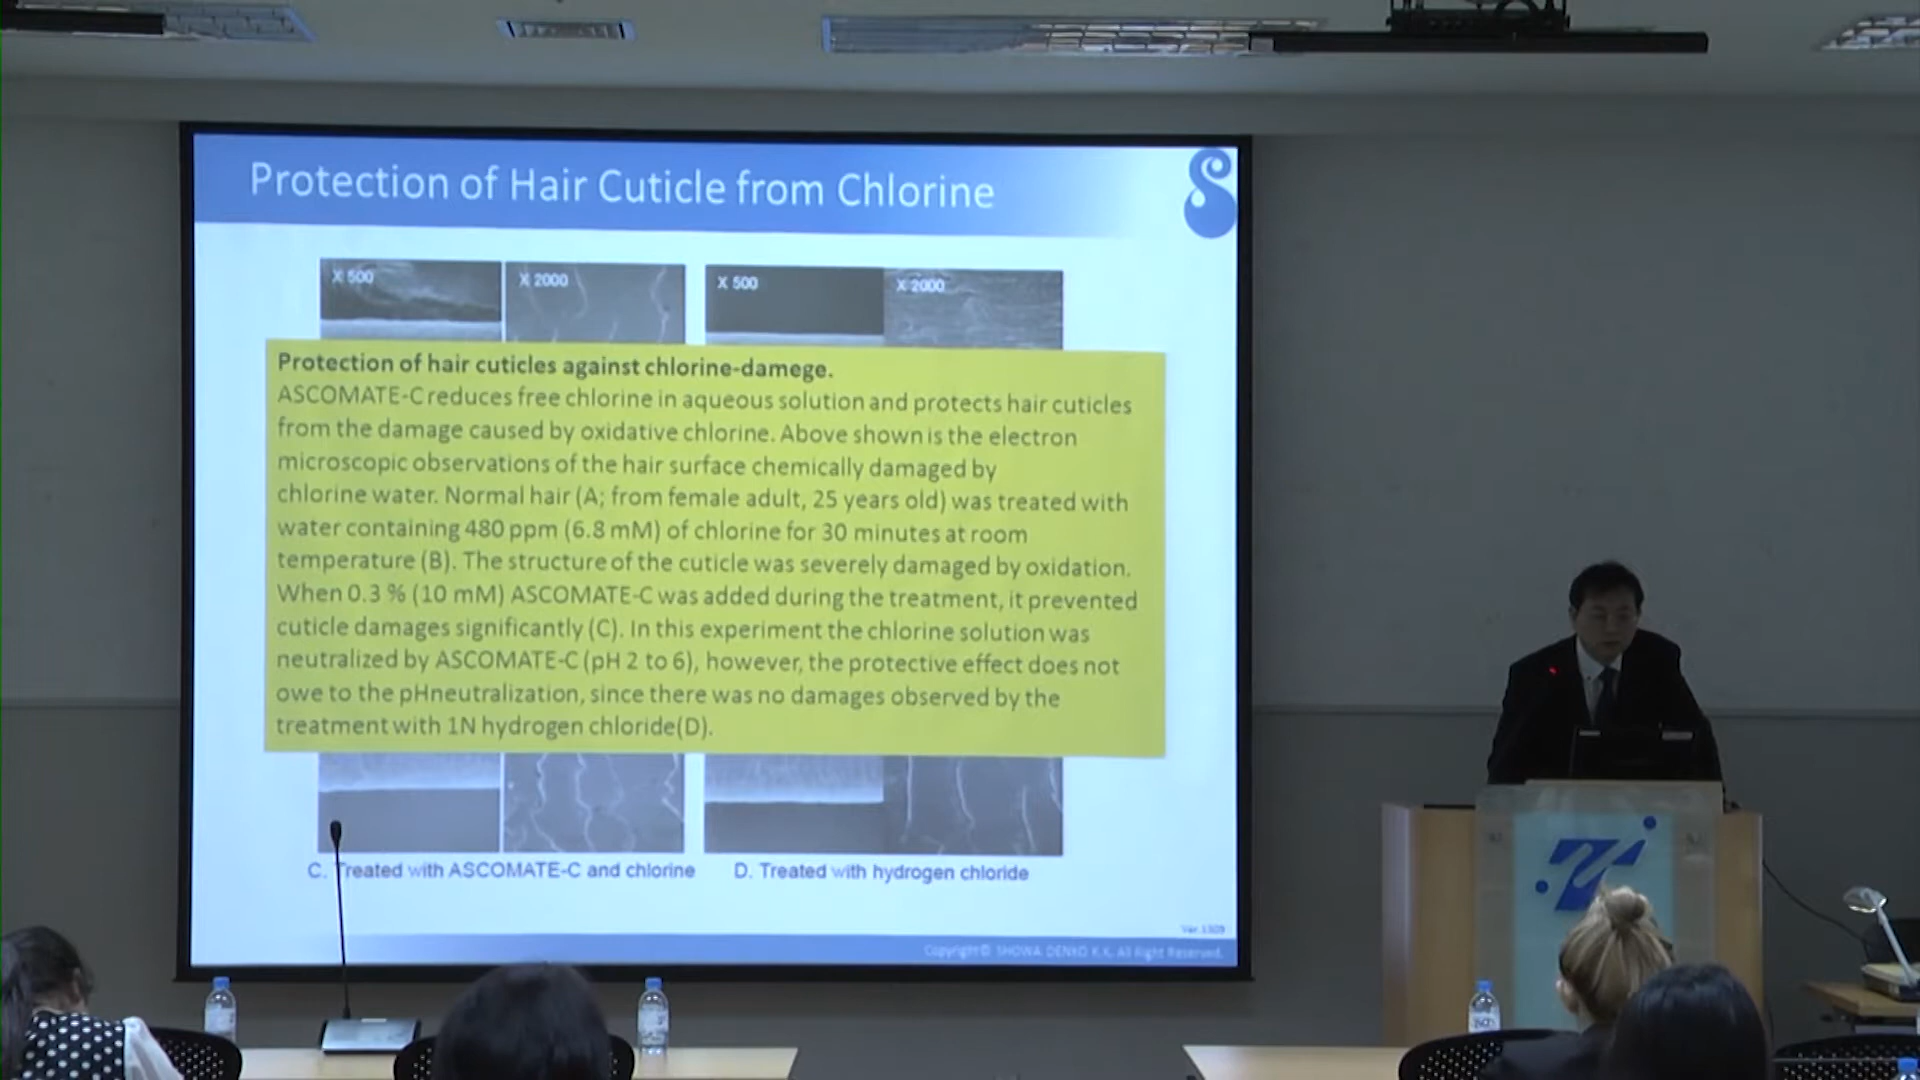 Protection of Hair Cuticle from Chlorine
X 500
X 2000
X 500
X 2000
Protection of hair cuticles against chlorine-damege.
ASCOMATE-C reduces free chlorine in aqueous solution and protects hair cuticles
from the damage caused by oxidative chlorine. Above shown is the electron
microscopic observations of the hair surface chemically damaged by
chlorine water. Normal hair (A; from female adult, 25 years old) was treated with
water containing 480 ppm (6.8 mM) of chlorine for 30 minutes at room
temperature (B). The structure of the cuticle was severely damaged by oxidation.
When 0.3 % (10 mM) ASCOMATE-C was added during the treatment, it prevented
cuticle damages significantly (C). In this experiment the chlorine solution was
neutralized by ASCOMATE-C (pH 2 to 6), however, the protective effect does not
owe to the pHneutralization, since there was no damages observed by the
treatment with 1N hydrogen chloride(D).
C. Treated with ASCOMATE-C and chlorine
D. Treated with hydrogen chloride
Copyright© SHOWA DENKO K.K. All Right Reserved.